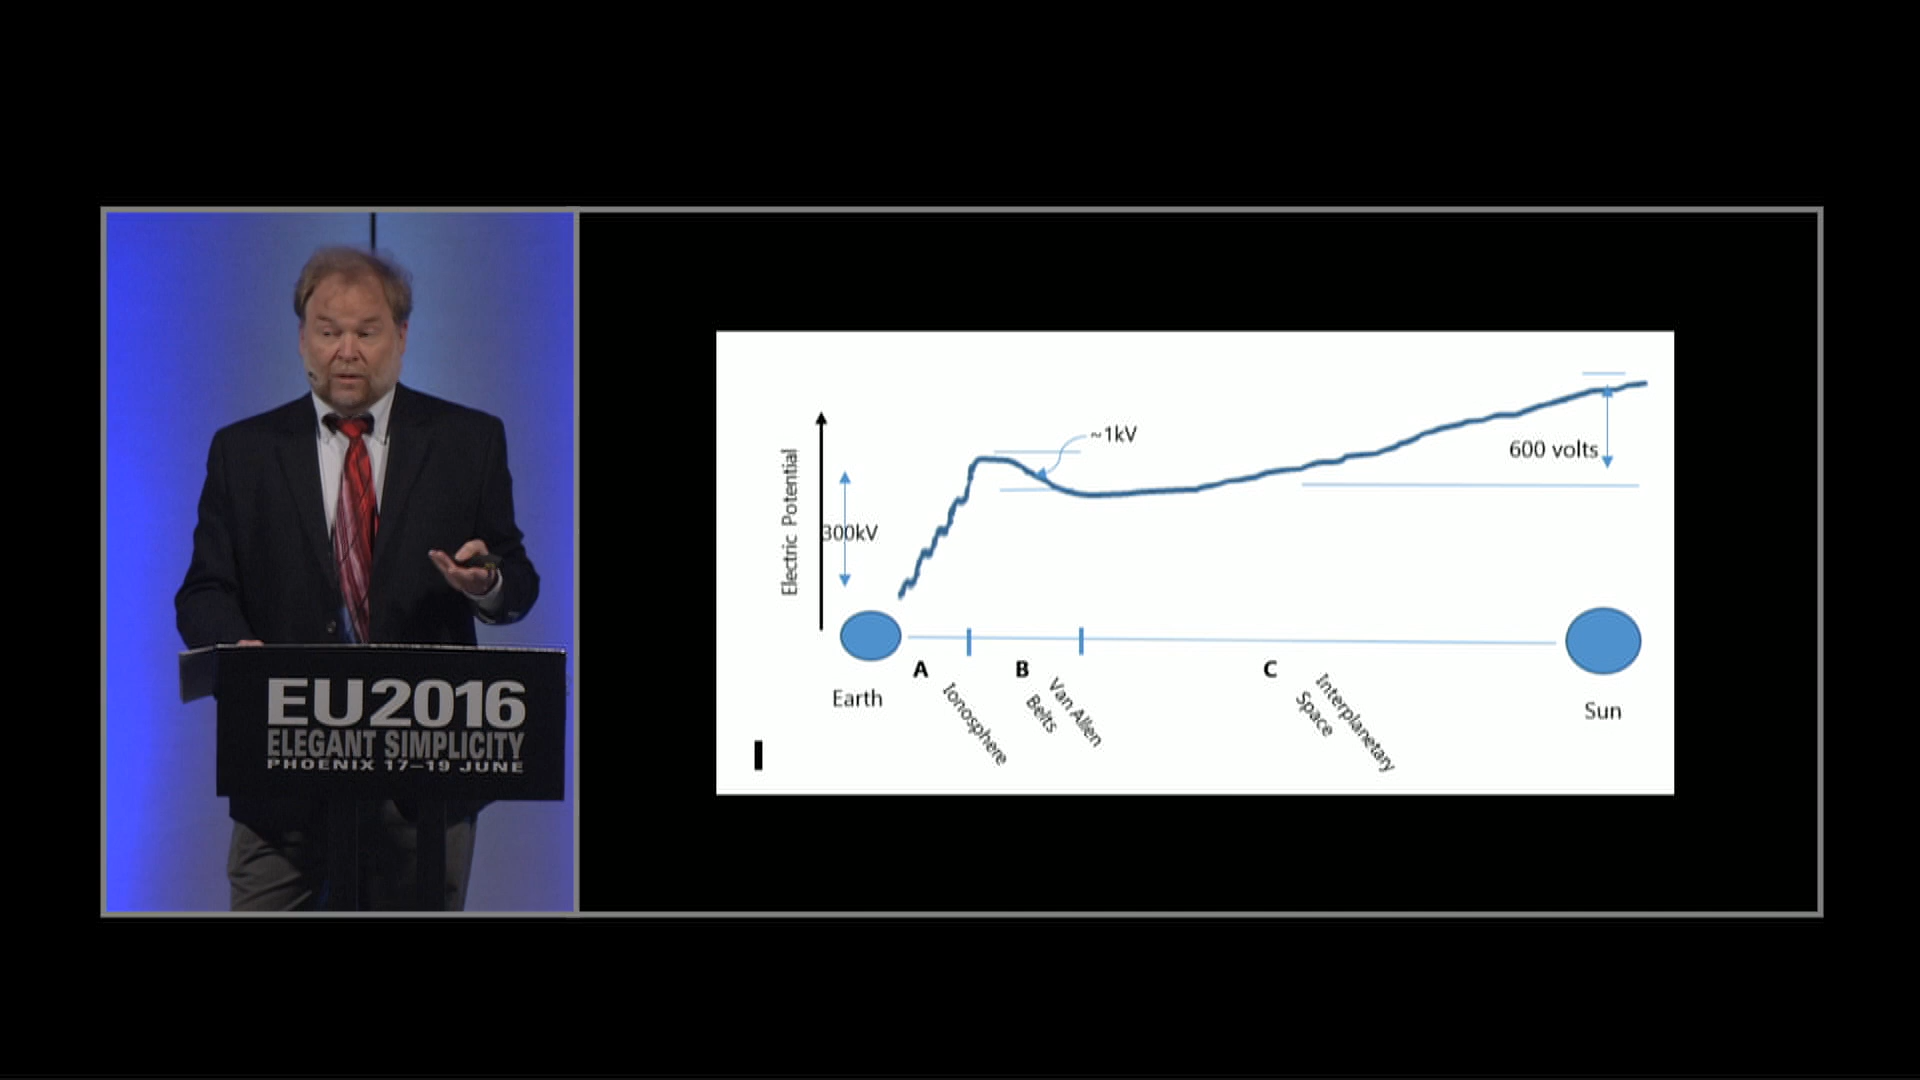 EU2016
ELEGANT SIMPLICITY
PHOENIX 17–19 JUNE
Electric Potential
300kV
~1kV
600 volts
A
B
C
Earth
Ionosphere
Van Allen
Belts
Interplanetary
Space
Sun
I